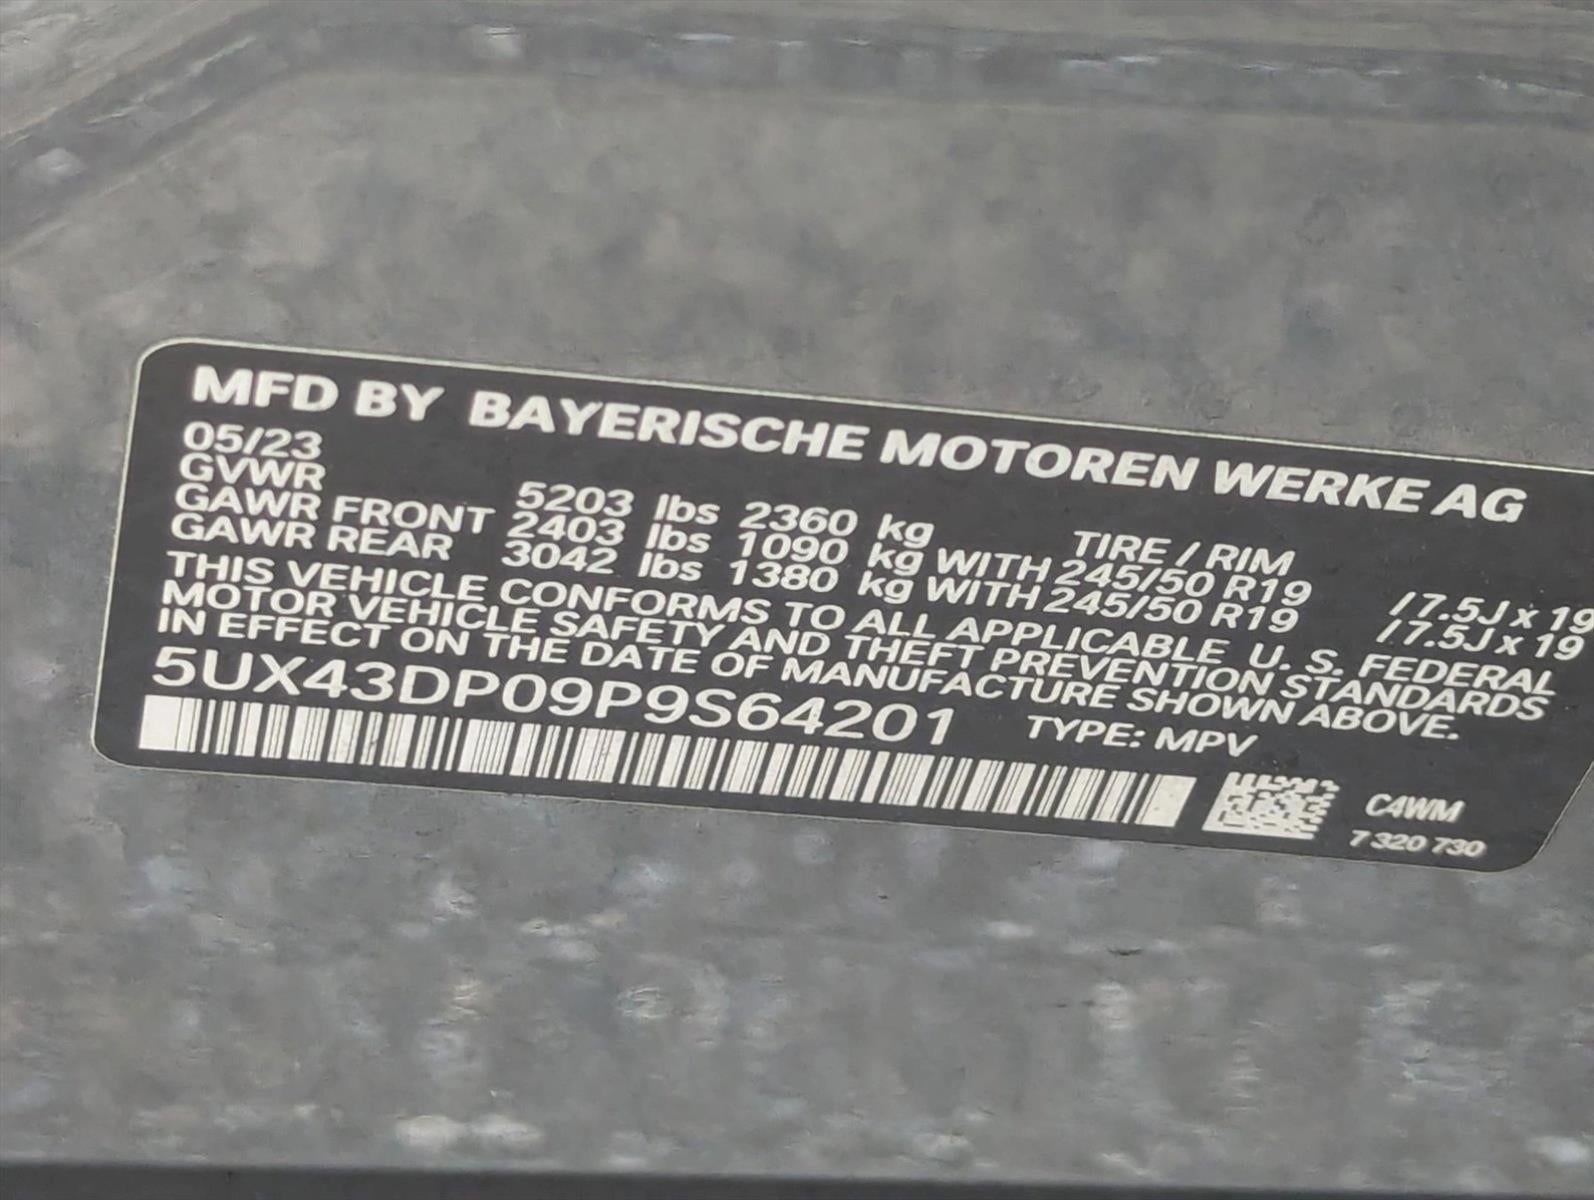 MFD BY BAYERISCHE MOTOREN WERKE AG
05/23
GVWR 5203 lbs 2360 kg TIRE / RIM
GAWR FRONT 2403 lbs 1090 kg WITH 245/50 R19 / 7.5J x 19
GAWR REAR 3042 lbs 1380 kg WITH 245/50 R19 / 7.5J x 19
THIS VEHICLE CONFORMS TO ALL APPLICABLE U. S. FEDERAL
MOTOR VEHICLE SAFETY AND THEFT PREVENTION STANDARDS
IN EFFECT ON THE DATE OF MANUFACTURE SHOWN ABOVE.
5UX43DP09P9S64201 TYPE: MPV
C4WM
7 320 730